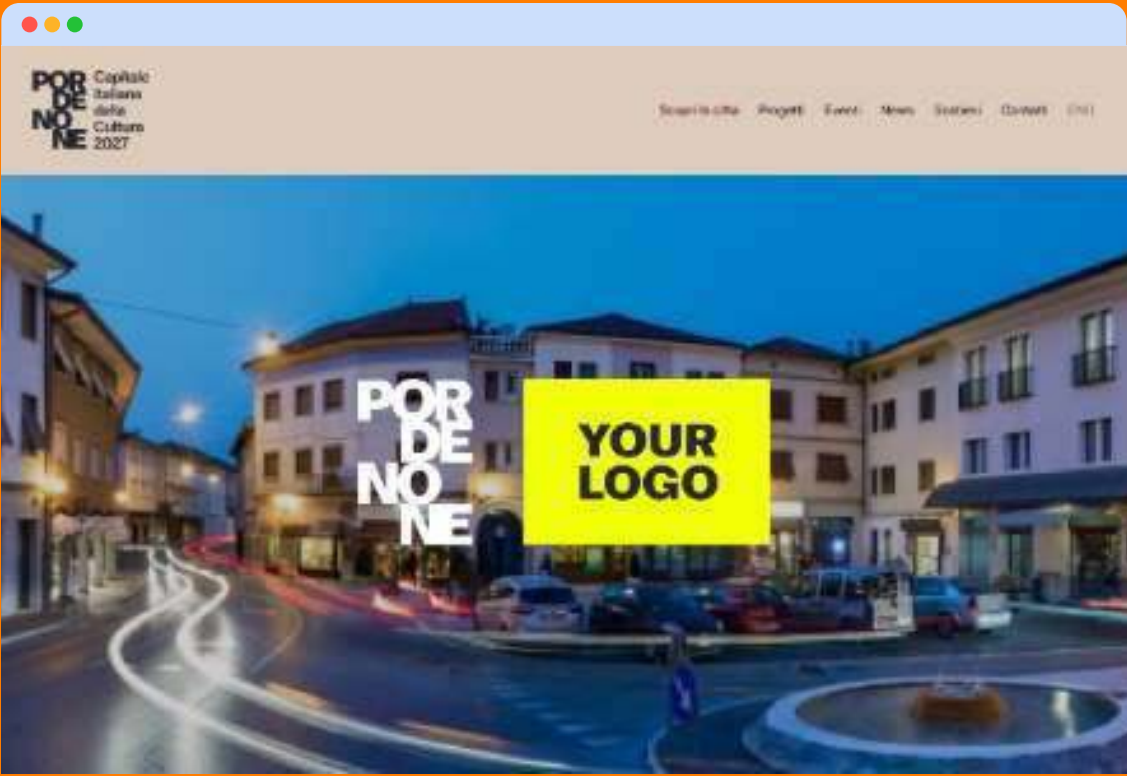 POR
DE
NO
NE
Capitale
Italiana
della
Cultura
2027
Scopri la città Progetti Eventi News Sostieni Contatti
POR
DE
NO
NE
YOUR
LOGO